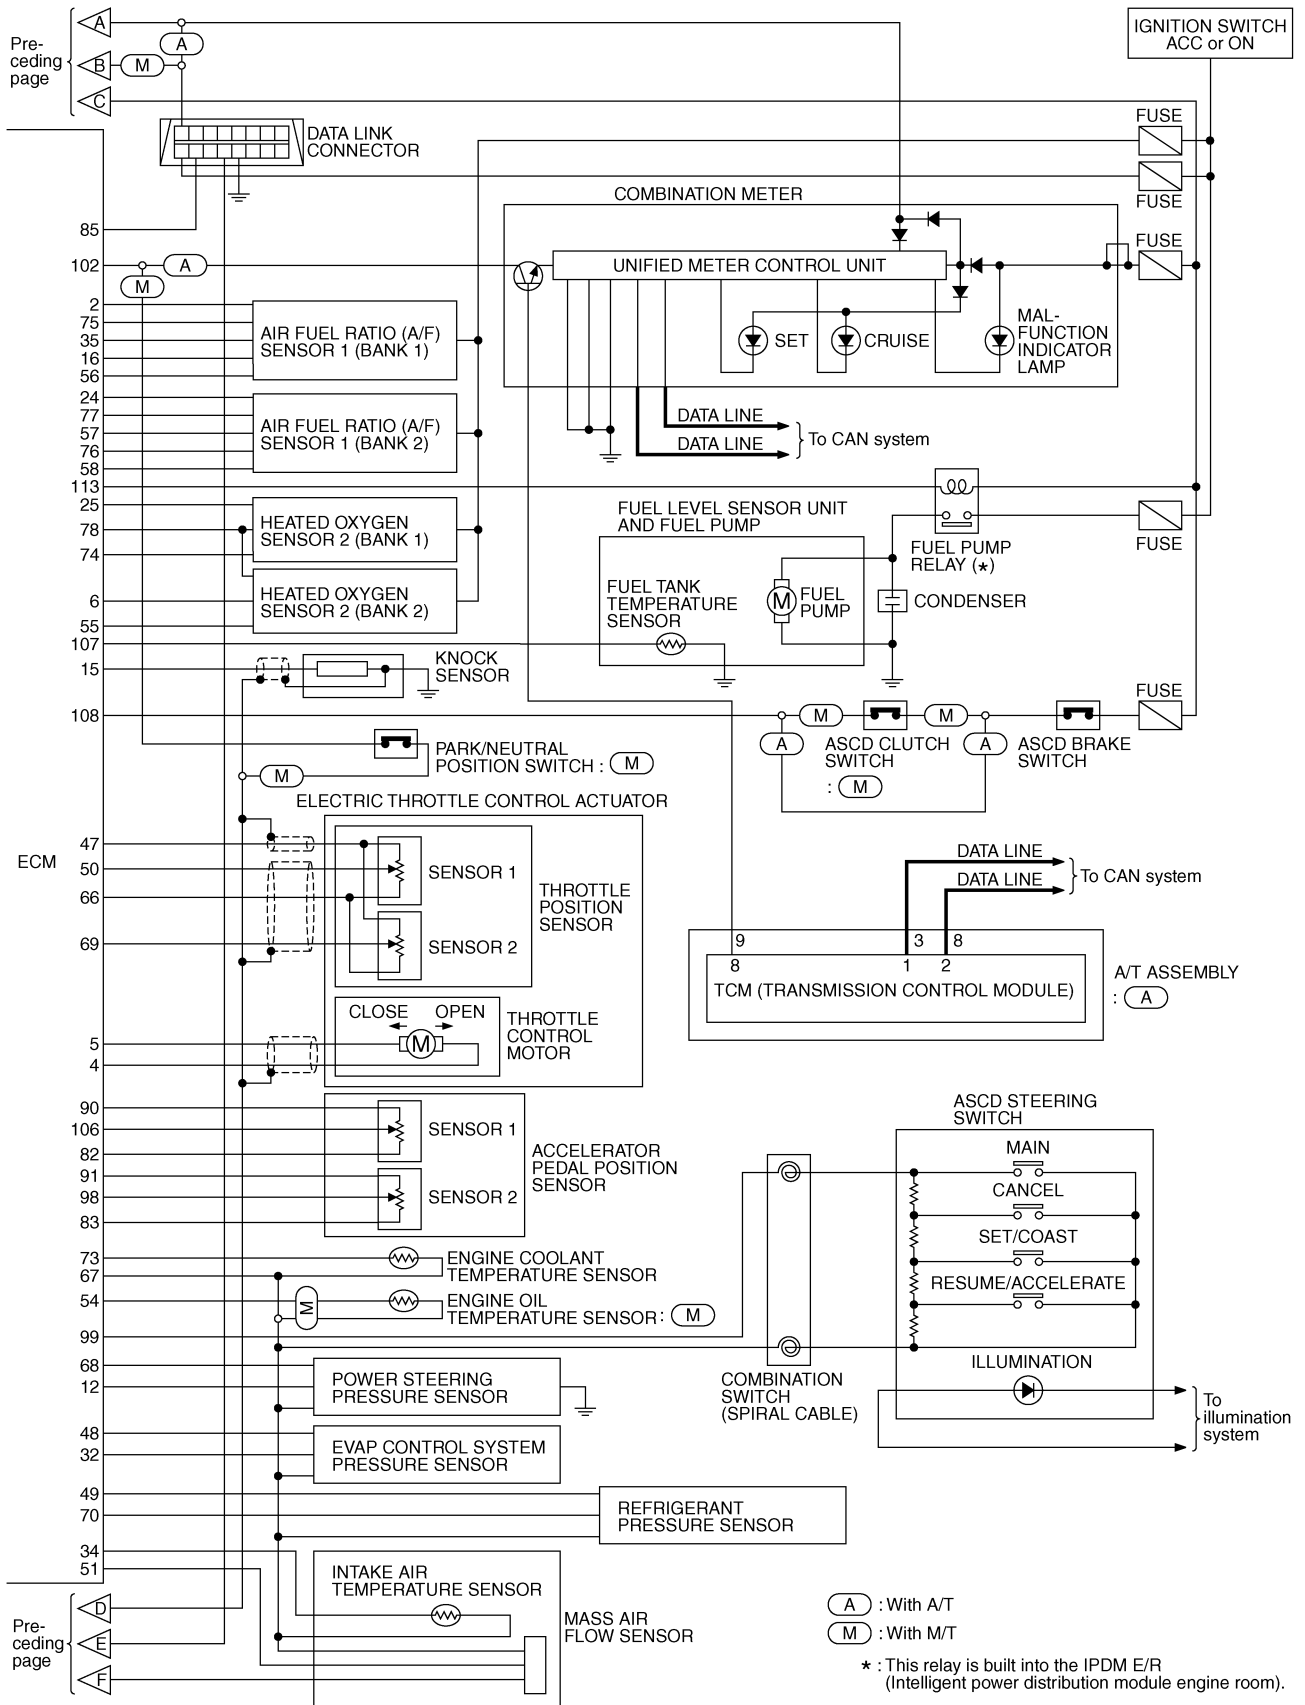 A
Pre-
ceding
page
A
B
M
C
IGNITION SWITCH
ACC or ON
FUSE
DATA LINK
CONNECTOR
FUSE
COMBINATION METER
85
FUSE
102
A
UNIFIED METER CONTROL UNIT
M
2
75
35
16
56
AIR FUEL RATIO (A/F)
SENSOR 1 (BANK 1)
SET
CRUISE
MAL-
FUNCTION
INDICATOR
LAMP
24
77
57
76
58
AIR FUEL RATIO (A/F)
SENSOR 1 (BANK 2)
DATA LINE
DATA LINE
To CAN system
113
25
78
74
HEATED OXYGEN
SENSOR 2 (BANK 1)
FUEL LEVEL SENSOR UNIT
AND FUEL PUMP
FUEL PUMP
RELAY (*)
FUSE
6
55
HEATED OXYGEN
SENSOR 2 (BANK 2)
FUEL TANK
TEMPERATURE
SENSOR
M
FUEL
PUMP
CONDENSER
107
15
KNOCK
SENSOR
108
FUSE
M
M
A
ASCD CLUTCH
SWITCH
: M
A
ASCD BRAKE
SWITCH
PARK/NEUTRAL
POSITION SWITCH : M
M
ELECTRIC THROTTLE CONTROL ACTUATOR
ECM
47
50
66
69
SENSOR 1
SENSOR 2
THROTTLE
POSITION
SENSOR
DATA LINE
DATA LINE
To CAN system
9
3
8
8
1
2
TCM (TRANSMISSION CONTROL MODULE)
A/T ASSEMBLY
: A
CLOSE
OPEN
M
THROTTLE
CONTROL
MOTOR
5
4
90
106
82
91
98
83
SENSOR 1
SENSOR 2
ACCELERATOR
PEDAL POSITION
SENSOR
ASCD STEERING
SWITCH
MAIN
CANCEL
SET/COAST
RESUME/ACCELERATE
ILLUMINATION
To
illumination
system
COMBINATION
SWITCH
(SPIRAL CABLE)
73
67
ENGINE COOLANT
TEMPERATURE SENSOR
54
M
ENGINE OIL
TEMPERATURE SENSOR : M
99
68
12
POWER STEERING
PRESSURE SENSOR
48
32
EVAP CONTROL SYSTEM
PRESSURE SENSOR
49
70
REFRIGERANT
PRESSURE SENSOR
34
51
INTAKE AIR
TEMPERATURE SENSOR
MASS AIR
FLOW SENSOR
D
Pre-
ceding
page
E
F
A : With A/T
M : With M/T
* : This relay is built into the IPDM E/R
(Intelligent power distribution module engine room).